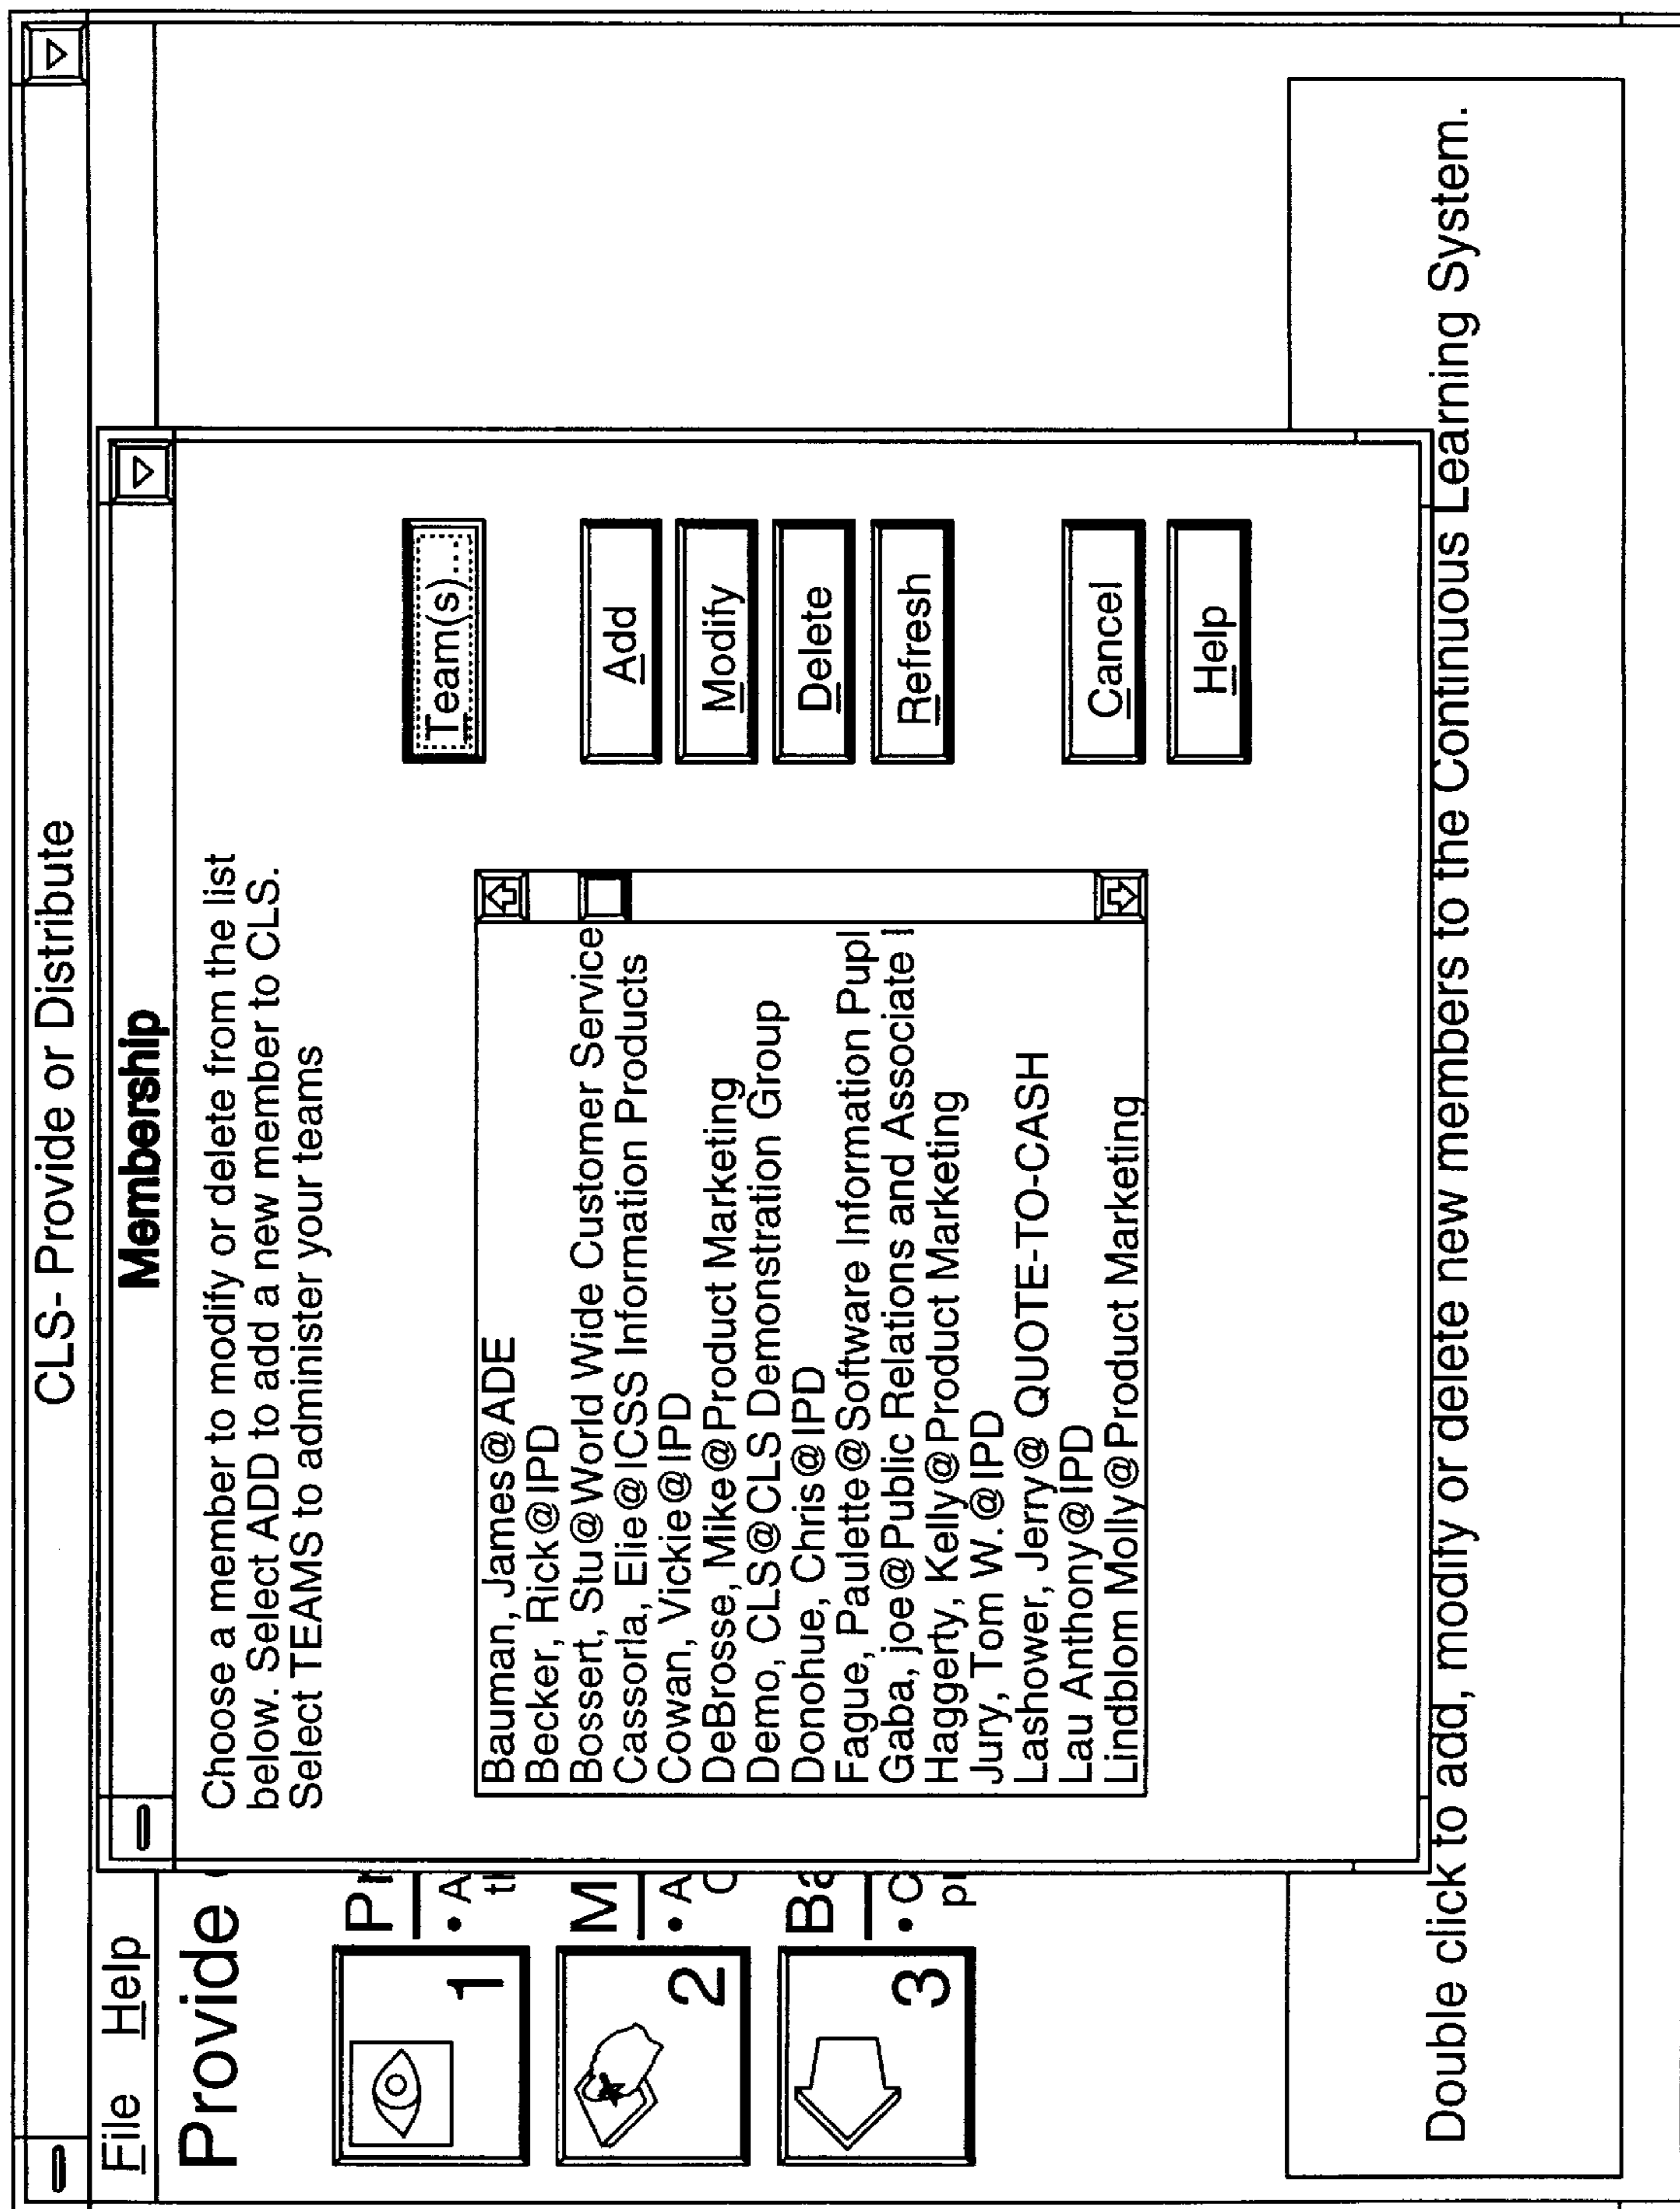 CLS- Provide or Distribute
File Help
Membership
Provide
Choose a member to modify or delete from the list
below. Select ADD to add a new member to CLS.
Select TEAMS to administer your teams
Team(s)...
Bauman, James@ADE
Becker, Rick@IPD
Bossert, Stu@World Wide Customer Service
Cassorla, Elie@ICSS Information Products
Cowan, Vickie@IPD
DeBrosse, Mike@Product Marketing
Demo, CLS@CLS Demonstration Group
Donohue, Chris@IPD
Fague, Paulette@Software Information Pupl
Gaba, joe@Public Relations and Associate
Haggerty, Kelly@Product Marketing
Jury, Tom W.@IPD
Lashower, Jerry@ QUOTE-TO-CASH
Lau Anthony@IPD
Lindblom Molly@Product Marketing
Add
Modify
Delete
Refresh
Cancel
Help
1
• A
2
M
• A
3
Ba
• C
Double click to add, modify or delete new members to the Continuous Learning System.